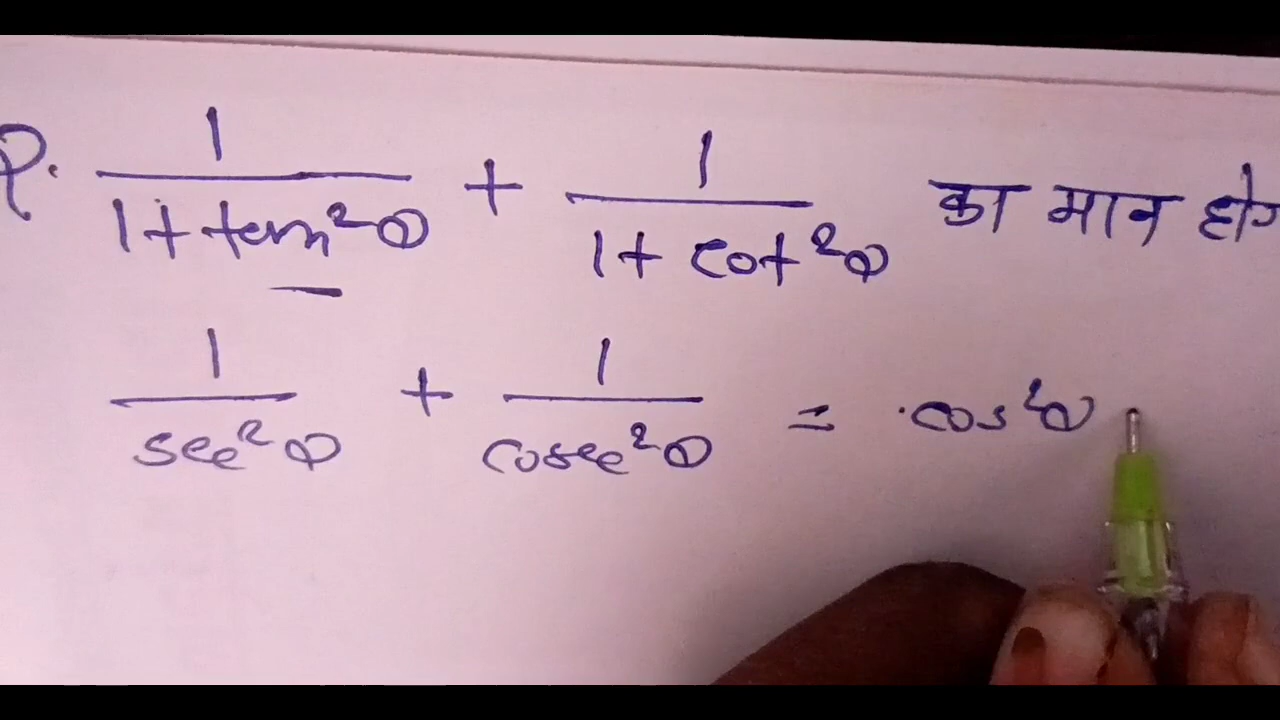 P. 1/(1+tan²θ) + 1/(1+cot²θ) का मान
1/sec²θ + 1/cosec²θ = cos²θ